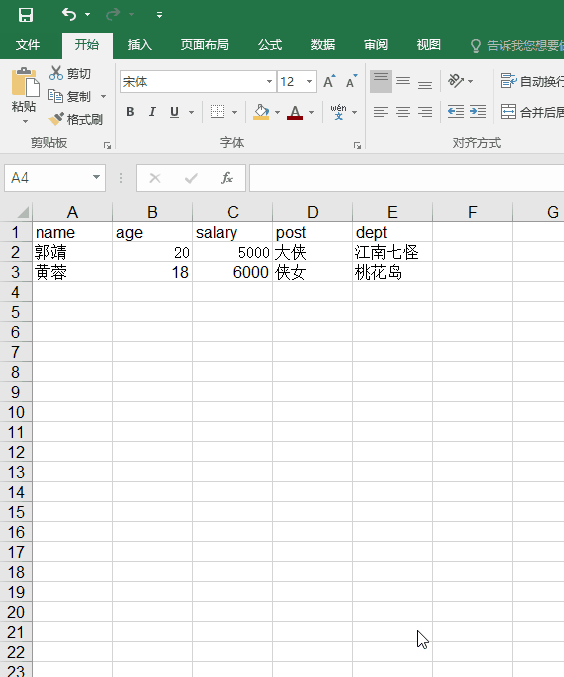 文件 开始 插入 页面布局 公式 数据 审阅 视图 告诉我您想要
剪切
复制
格式刷
粘贴
剪贴板
宋体 12 A A
B I U A wén
字体
自动换行
合并后居
对齐方式
A4 fx
A B C D E F G
1 name age salary post dept
2 郭靖 20 5000 大侠 江南七怪
3 黄蓉 18 6000 侠女 桃花岛
4
5
6
7
8
9
10
11
12
13
14
15
16
17
18
19
20
21
22
23